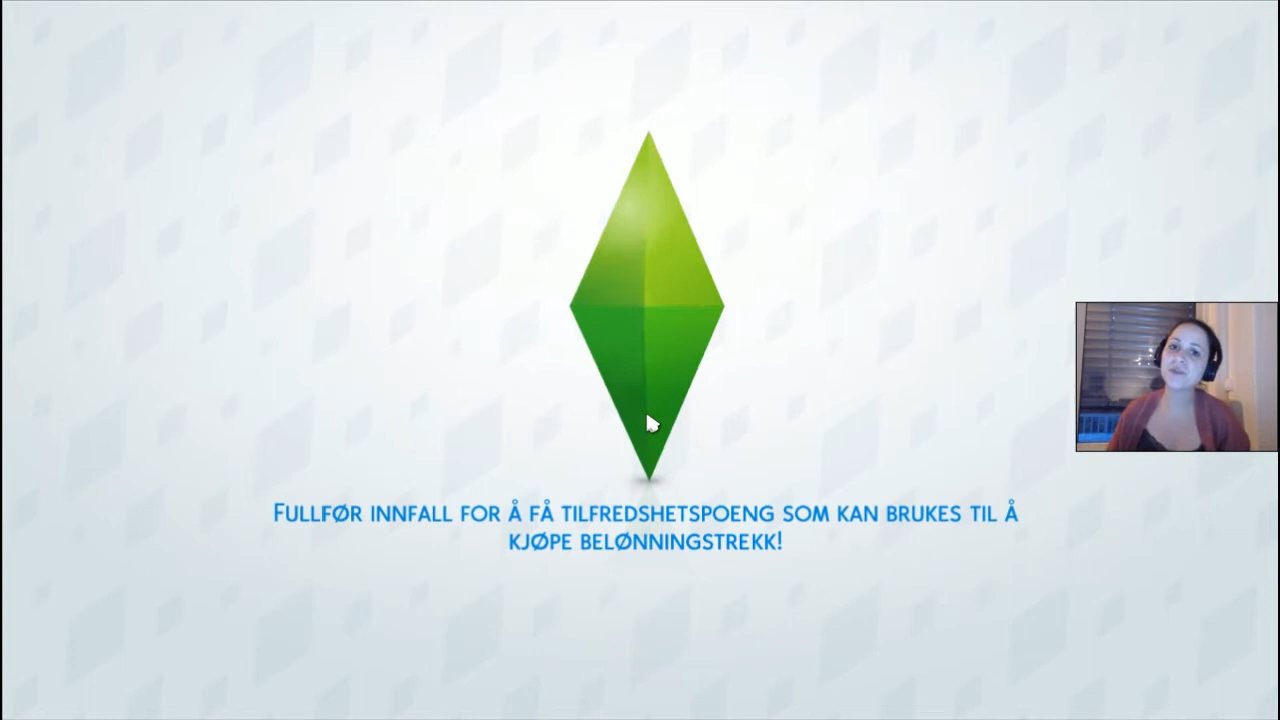 FULLFØR INNFALL FOR Å FÅ TILFREDSHETSPOENG SOM KAN BRUKES TIL Å
KJØPE BELØNNINGSTREKK!